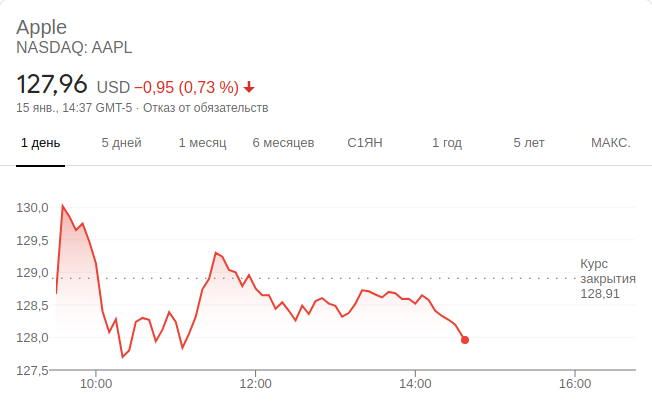 Apple
NASDAQ: AAPL
127,96 USD −0,95 (0,73 %)
15 янв., 14:37 GMT-5 · Отказ от обязательств
1 день 5 дней 1 месяц 6 месяцев С1ЯН 1 год 5 лет МАКС.
130,0
129,5
129,0
128,5
128,0
127,5
Курс
закрытия
128,91
10:00 12:00 14:00 16:00